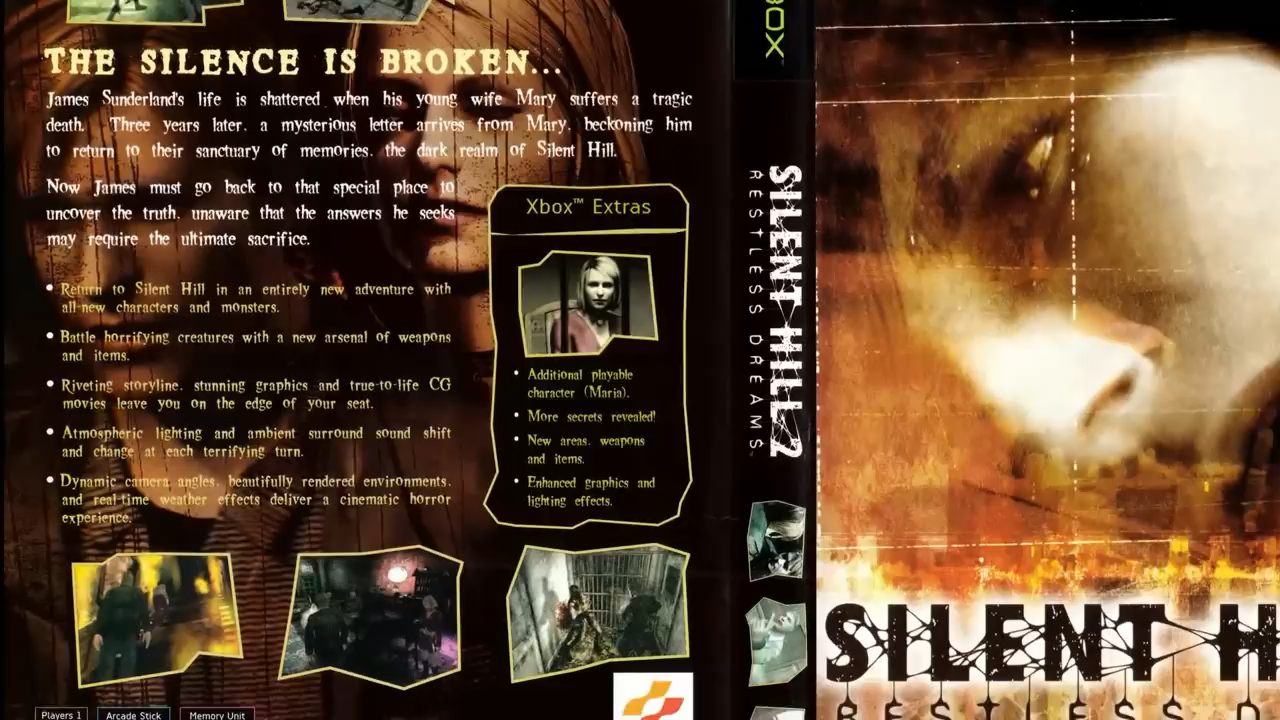 THE SILENCE IS BROKEN...
James Sunderland's life is shattered when his young wife Mary suffers a tragic
death. Three years later, a mysterious letter arrives from Mary, beckoning him
to return to their sanctuary of memories, the dark realm of Silent Hill.
Now James must go back to that special place to
uncover the truth, unaware that the answers he seeks
may require the ultimate sacrifice.
• Return to Silent Hill in an entirely new adventure with
all-new characters and monsters.
• Battle horrifying creatures with a new arsenal of weapons
and items.
• Riveting storyline, stunning graphics and true-to-life CG
movies leave you on the edge of your seat.
• Atmospheric lighting and ambient surround sound shift
and change at each terrifying turn.
• Dynamic camera angles, beautifully rendered environments,
and real-time weather effects deliver a cinematic horror
experience.
Xbox™ Extras
• Additional playable
character (Maria).
• More secrets revealed!
• New areas, weapons
and items.
• Enhanced graphics and
lighting effects.
Players 1
Arcade Stick
Memory Unit
BOX
SILENT HILL 2
RESTLESS DREAMS
SILENT H
RESTLESS D